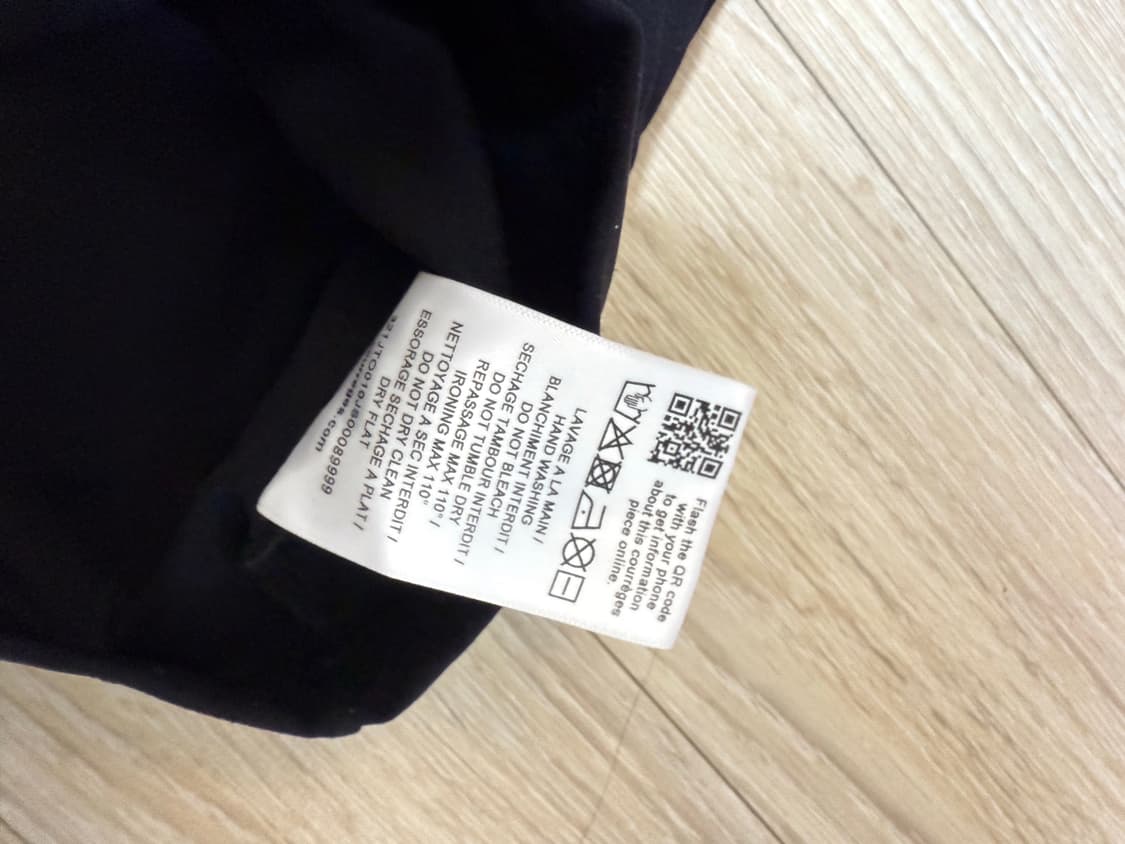 Flash the QR code
with your phone
to get information
about this courrèges
piece online.
LAVAGE A LA MAIN /
HAND WASHING
BLANCHIMENT INTERDIT /
DO NOT BLEACH
SECHAGE TAMBOUR INTERDIT /
DO NOT TUMBLE DRY
REPASSAGE MAX 110° /
IRONING MAX 110°
NETTOYAGE A SEC INTERDIT /
DO NOT DRY CLEAN
ESSORAGE SECHAGE A PLAT /
DRY FLAT